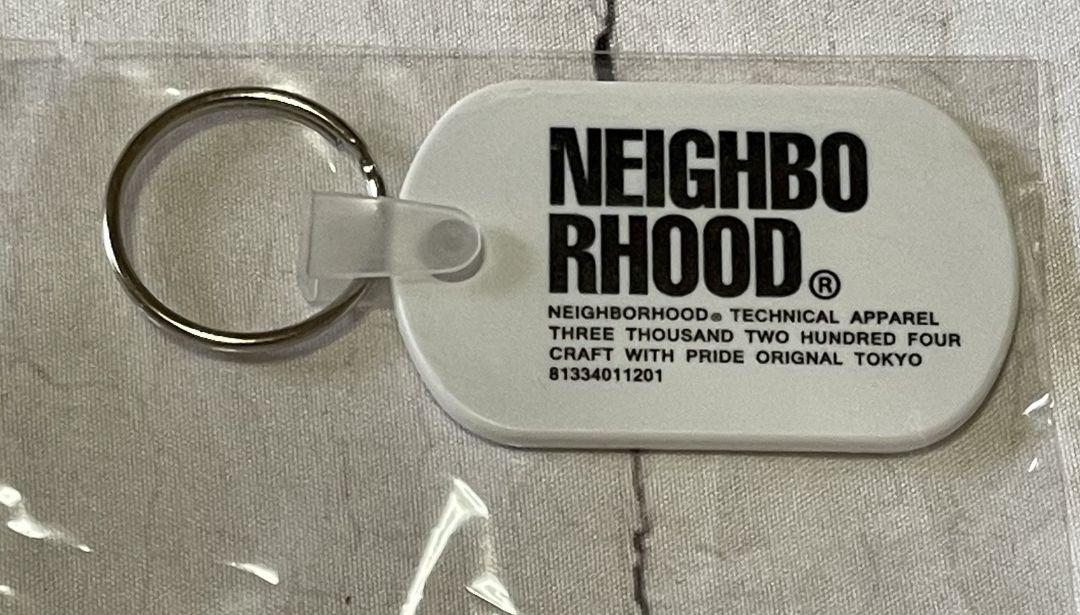 NEIGHBO
RHOOD®
NEIGHBORHOOD® TECHNICAL APPAREL
THREE THOUSAND TWO HUNDRED FOUR
CRAFT WITH PRIDE ORIGNAL TOKYO
81334011201